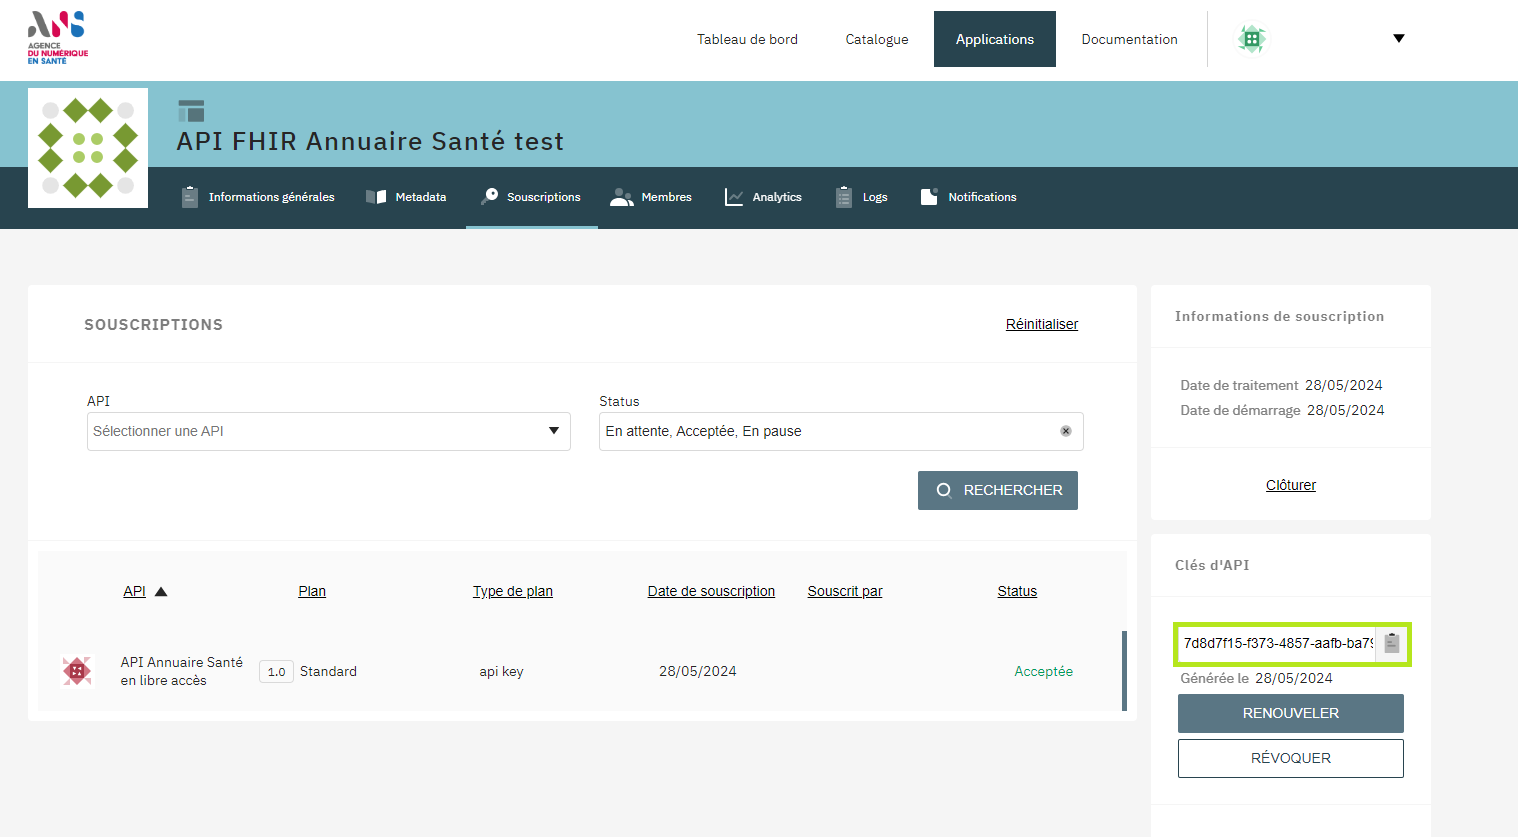 ANS
AGENCE
DU NUMÉRIQUE
EN SANTÉ
Tableau de bord
Catalogue
Applications
Documentation
API FHIR Annuaire Santé test
Informations générales
Metadata
Souscriptions
Membres
Analytics
Logs
Notifications
SOUSCRIPTIONS
Réinitialiser
API
Status
Sélectionner une API
En attente, Acceptée, En pause
RECHERCHER
API
Plan
Type de plan
Date de souscription
Souscrit par
Status
API Annuaire Santé
en libre accès
1.0
Standard
api key
28/05/2024
Acceptée
Informations de souscription
Date de traitement 28/05/2024
Date de démarrage 28/05/2024
Clôturer
Clés d'API
7d8d7f15-f373-4857-aafb-ba79
Générée le 28/05/2024
RENOUVELER
RÉVOQUER